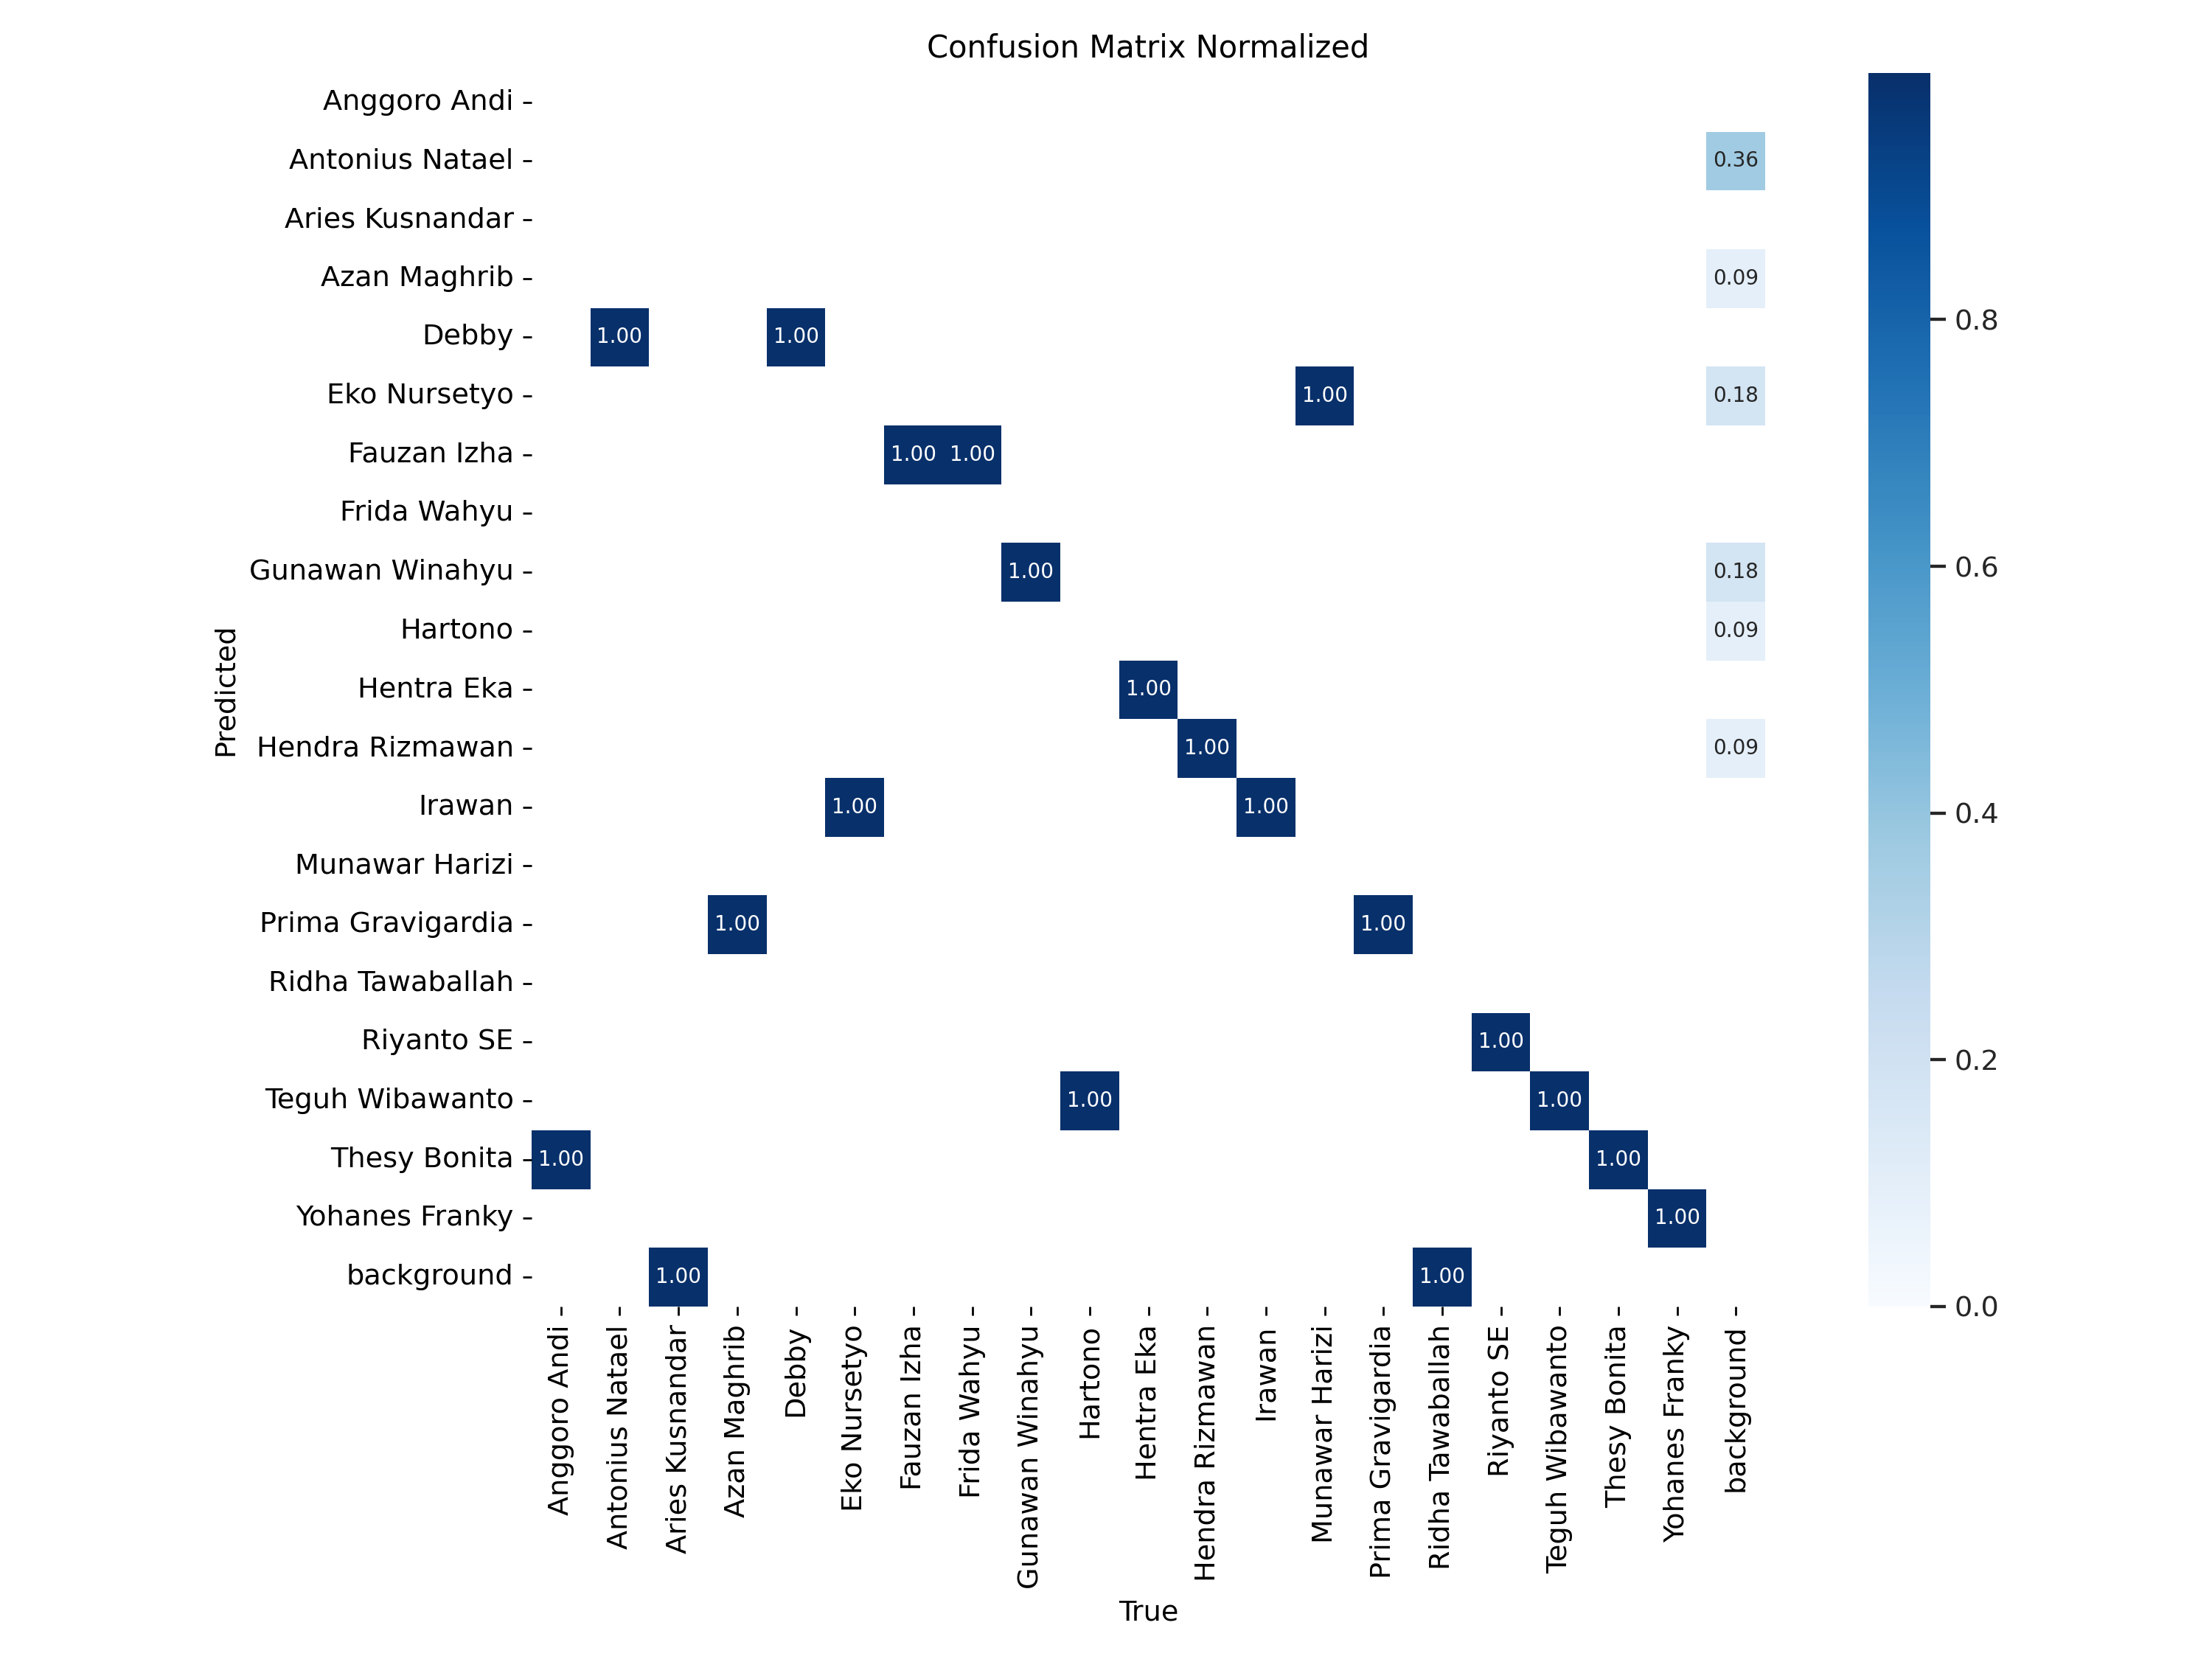 Confusion Matrix Normalized
Anggoro Andi
Antonius Natael 0.36
Aries Kusnandar
Azan Maghrib 0.09
Debby 1.00 1.00
Eko Nursetyo 1.00 0.18
Fauzan Izha 1.00 1.00
Frida Wahyu
Gunawan Winahyu 1.00 0.18
Hartono 0.09
Hentra Eka 1.00
Hendra Rizmawan 1.00 0.09
Irawan 1.00 1.00
Munawar Harizi
Prima Gravigardia 1.00 1.00
Ridha Tawaballah
Riyanto SE 1.00
Teguh Wibawanto 1.00 1.00
Thesy Bonita 1.00 1.00
Yohanes Franky 1.00
background 1.00 1.00
Predicted
Anggoro Andi
Antonius Natael
Aries Kusnandar
Azan Maghrib
Debby
Eko Nursetyo
Fauzan Izha
Frida Wahyu
Gunawan Winahyu
Hartono
Hentra Eka
Hendra Rizmawan
Irawan
Munawar Harizi
Prima Gravigardia
Ridha Tawaballah
Riyanto SE
Teguh Wibawanto
Thesy Bonita
Yohanes Franky
background
True
0.8
0.6
0.4
0.2
0.0